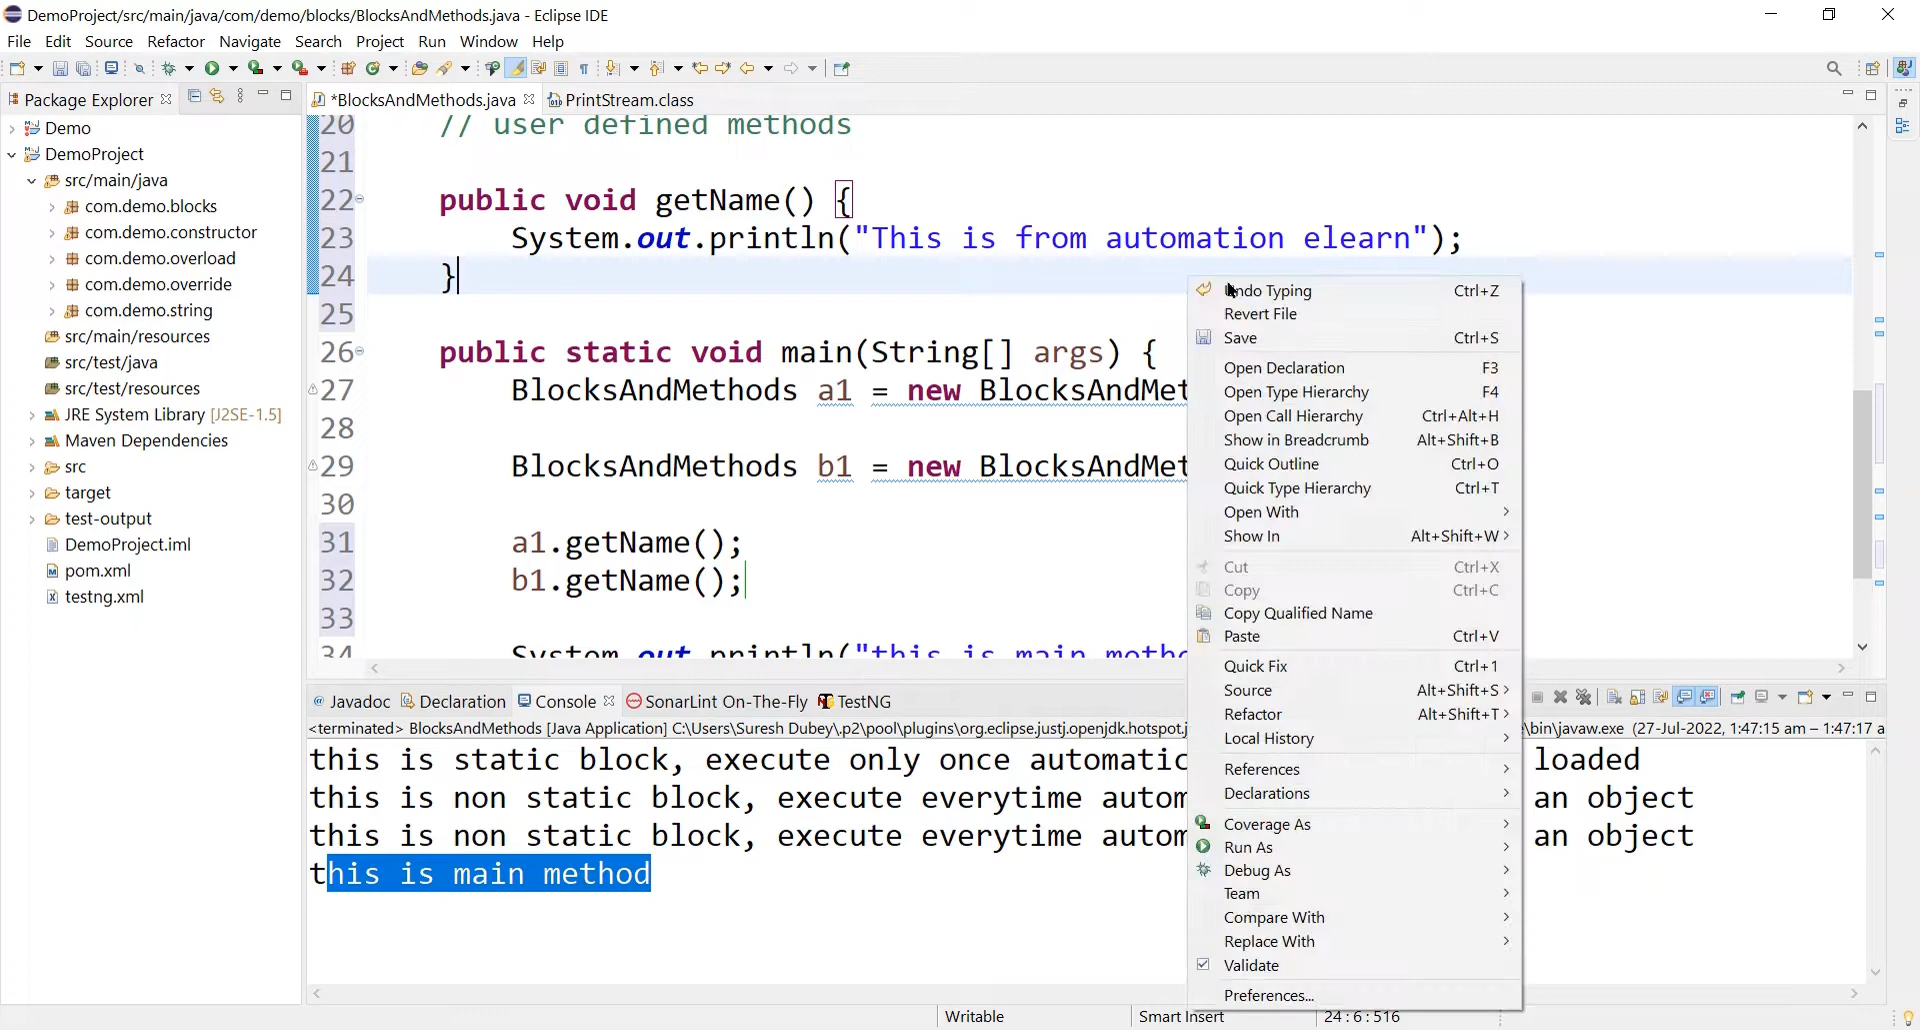 DemoProject/src/main/java/com/demo/blocks/BlocksAndMethods.java - Eclipse IDE
File Edit Source Refactor Navigate Search Project Run Window Help
Package Explorer
*BlocksAndMethods.java PrintStream.class
Demo
DemoProject
src/main/java
com.demo.blocks
com.demo.constructor
com.demo.overload
com.demo.override
com.demo.string
src/main/resources
src/test/java
src/test/resources
JRE System Library [J2SE-1.5]
Maven Dependencies
src
target
test-output
DemoProject.iml
pom.xml
testng.xml
20 // user defined methods
21
22 public void getName() {
23 System.out.println("This is from automation elearn");
24 }
25
26 public static void main(String[] args) {
27 BlocksAndMethods a1 = new BlocksAndMet
28
29 BlocksAndMethods b1 = new BlocksAndMet
30
31 a1.getName();
32 b1.getName();
33
34 System.out.println("this is main metho
Undo Typing Ctrl+Z
Revert File
Save Ctrl+S
Open Declaration F3
Open Type Hierarchy F4
Open Call Hierarchy Ctrl+Alt+H
Show in Breadcrumb Alt+Shift+B
Quick Outline Ctrl+O
Quick Type Hierarchy Ctrl+T
Open With
Show In Alt+Shift+W
Cut Ctrl+X
Copy Ctrl+C
Copy Qualified Name
Paste Ctrl+V
Quick Fix Ctrl+1
Source Alt+Shift+S
Refactor Alt+Shift+T
Local History
References
Declarations
Coverage As
Run As
Debug As
Team
Compare With
Replace With
Validate
Preferences...
Javadoc Declaration Console SonarLint On-The-Fly TestNG
<terminated> BlocksAndMethods [Java Application] C:\Users\Suresh Dubey\.p2\pool\plugins\org.eclipse.justj.openjdk.hotspot.j e\bin\javaw.exe (27-Jul-2022, 1:47:15 am – 1:47:17 a
this is static block, execute only once automatic loaded
this is non static block, execute everytime autom an object
this is non static block, execute everytime autom an object
this is main method
Writable Smart Insert 24 : 6 : 516